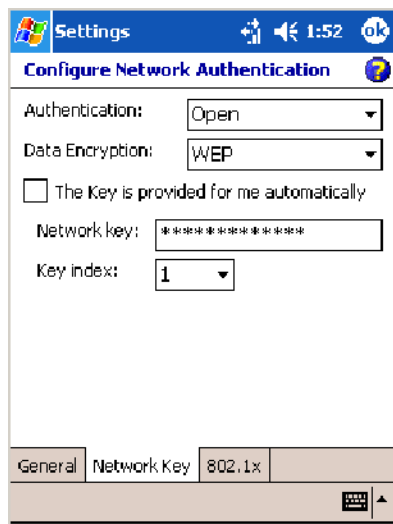 Settings 1:52 ok
Configure Network Authentication ?
Authentication: Open
Data Encryption: WEP
The Key is provided for me automatically
Network key: *************
Key index: 1
General Network Key 802.1x